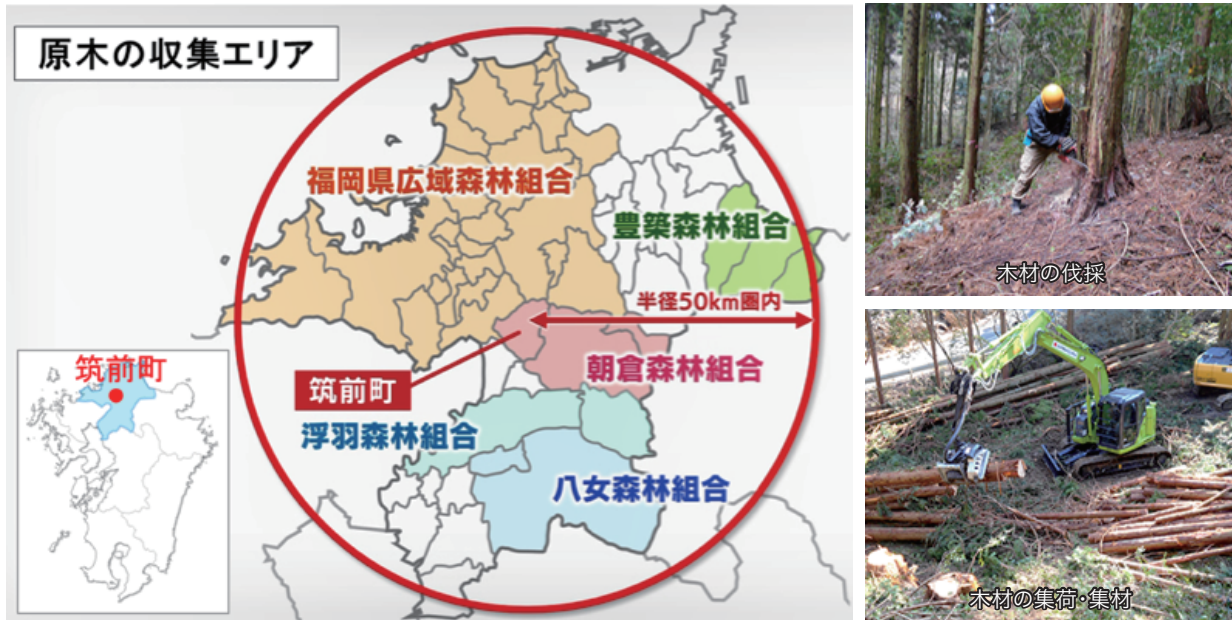 原木の収集エリア
福岡県広域森林組合
豊築森林組合
半径50km圏内
筑前町
朝倉森林組合
浮羽森林組合
八女森林組合
筑前町
木材の伐採
木材の集荷・集材